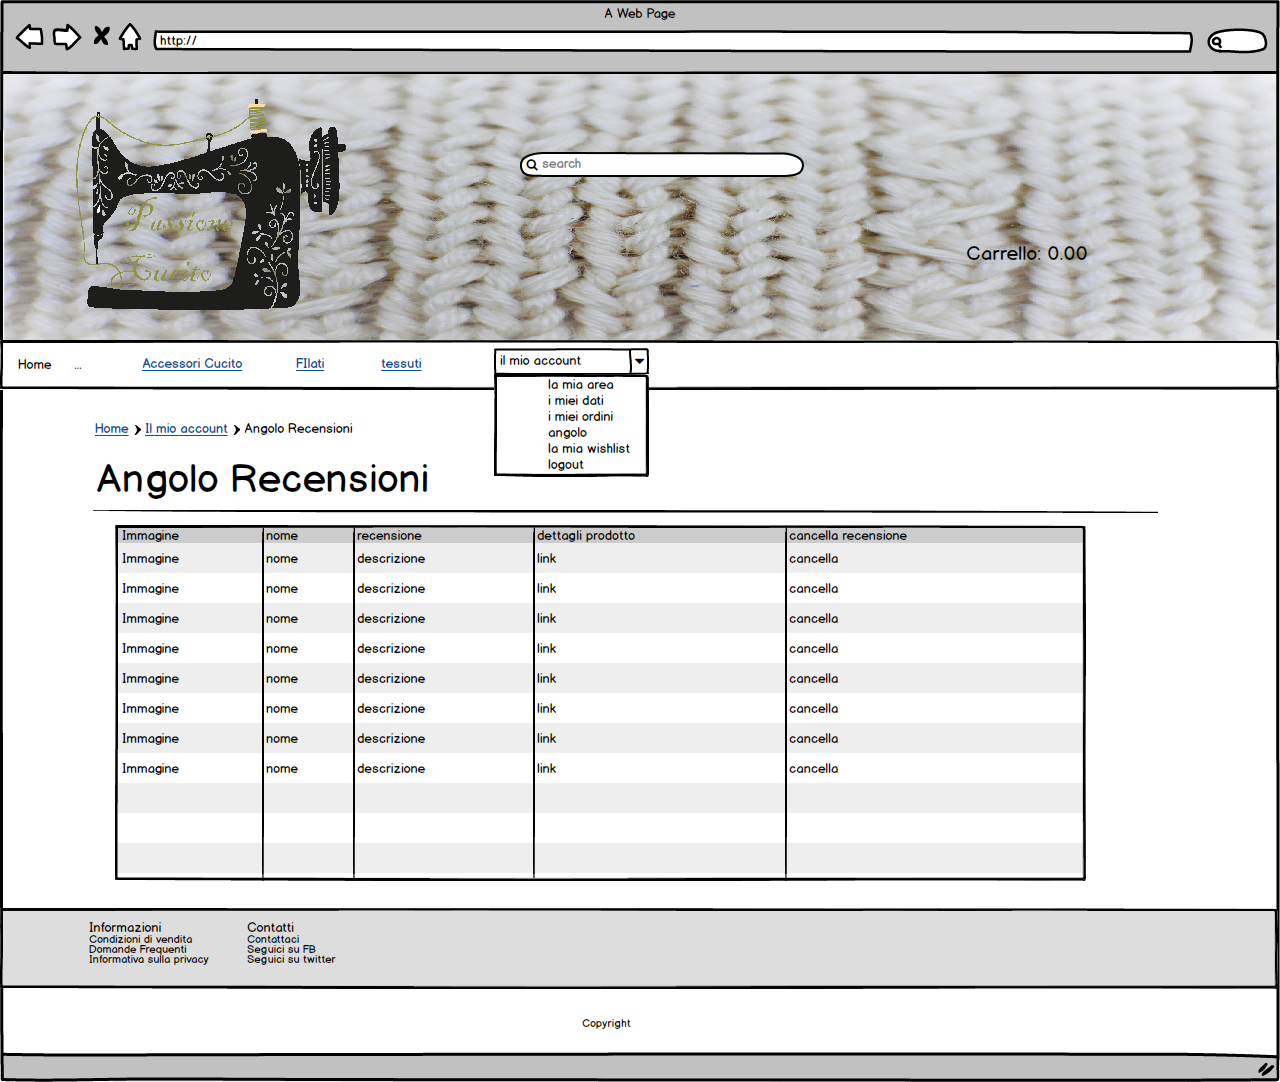 A Web Page
http://
search
Passione
Cucito
Carrello: 0.00
Home ... Accessori Cucito FIlati tessuti il mio account
la mia area
i miei dati
i miei ordini
angolo
la mia wishlist
logout
Home Il mio account Angolo Recensioni
Angolo Recensioni
Immagine nome recensione dettagli prodotto cancella recensione
Immagine nome descrizione link cancella
Immagine nome descrizione link cancella
Immagine nome descrizione link cancella
Immagine nome descrizione link cancella
Immagine nome descrizione link cancella
Immagine nome descrizione link cancella
Immagine nome descrizione link cancella
Immagine nome descrizione link cancella
Informazioni
Condizioni di vendita
Domande Frequenti
Informativa sulla privacy
Contatti
Contattaci
Seguici su FB
Seguici su twitter
Copyright